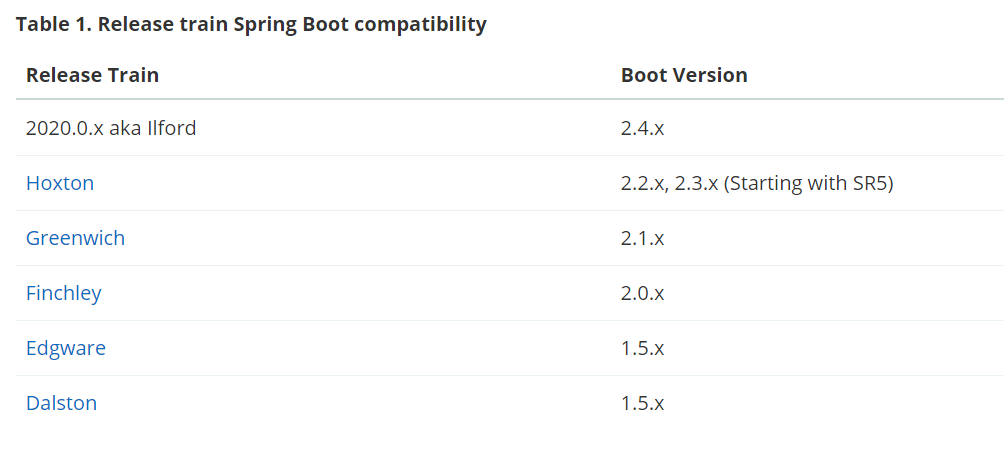 Table 1. Release train Spring Boot compatibility
Release Train Boot Version
2020.0.x aka Ilford 2.4.x
Hoxton 2.2.x, 2.3.x (Starting with SR5)
Greenwich 2.1.x
Finchley 2.0.x
Edgware 1.5.x
Dalston 1.5.x